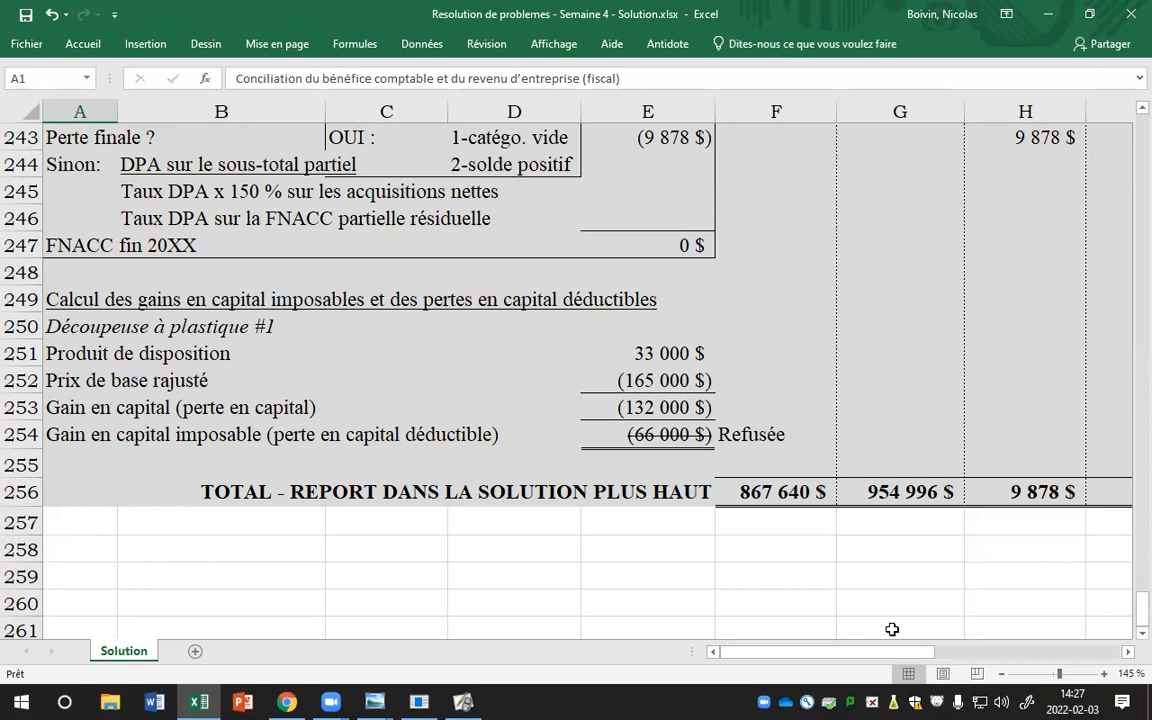 Resolution de problemes - Semaine 4 - Solution.xlsx - Excel
Boivin, Nicolas
Fichier Accueil Insertion Dessin Mise en page Formules Données Révision Affichage Aide Antidote Dites-nous ce que vous voulez faire Partager
A1 fx Conciliation du bénéfice comptable et du revenu d'entreprise (fiscal)
A B C D E F G H
243 Perte finale ? OUI : 1-catégo. vide (9 878 $) 9 878 $
244 Sinon: DPA sur le sous-total partiel 2-solde positif
245 Taux DPA x 150 % sur les acquisitions nettes
246 Taux DPA sur la FNACC partielle résiduelle
247 FNACC fin 20XX 0 $
248
249 Calcul des gains en capital imposables et des pertes en capital déductibles
250 Découpeuse à plastique #1
251 Produit de disposition 33 000 $
252 Prix de base rajusté (165 000 $)
253 Gain en capital (perte en capital) (132 000 $)
254 Gain en capital imposable (perte en capital déductible) (66 000 $) Refusée
255
256 TOTAL - REPORT DANS LA SOLUTION PLUS HAUT 867 640 $ 954 996 $ 9 878 $
257
258
259
260
261
Solution
Prêt 145 %
14:27
2022-02-03